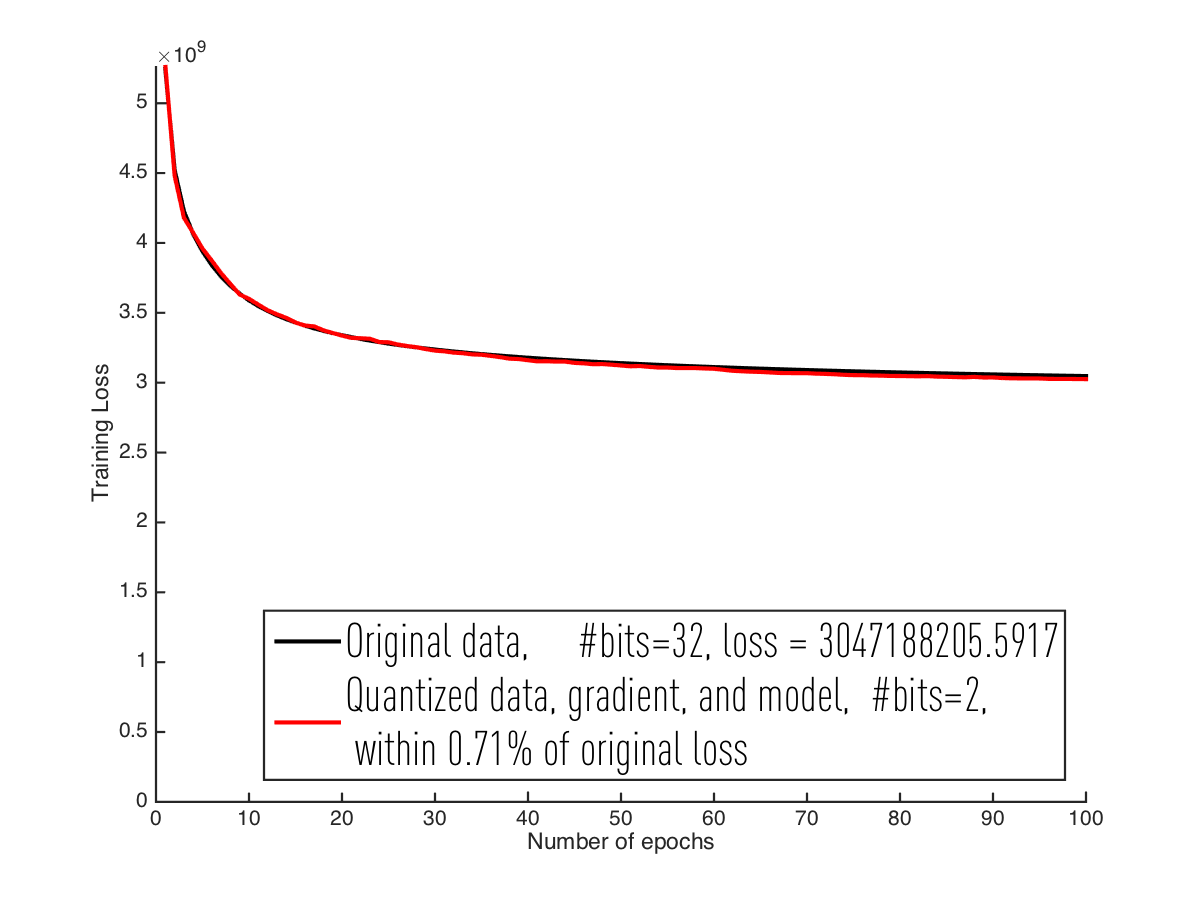 ×10^9
5
4.5
4
3.5
3
2.5
2
1.5
1
0.5
0
Training Loss
Original data, #bits=32, loss = 3047188205.5917
Quantized data, gradient, and model, #bits=2,
within 0.71% of original loss
0 10 20 30 40 50 60 70 80 90 100
Number of epochs